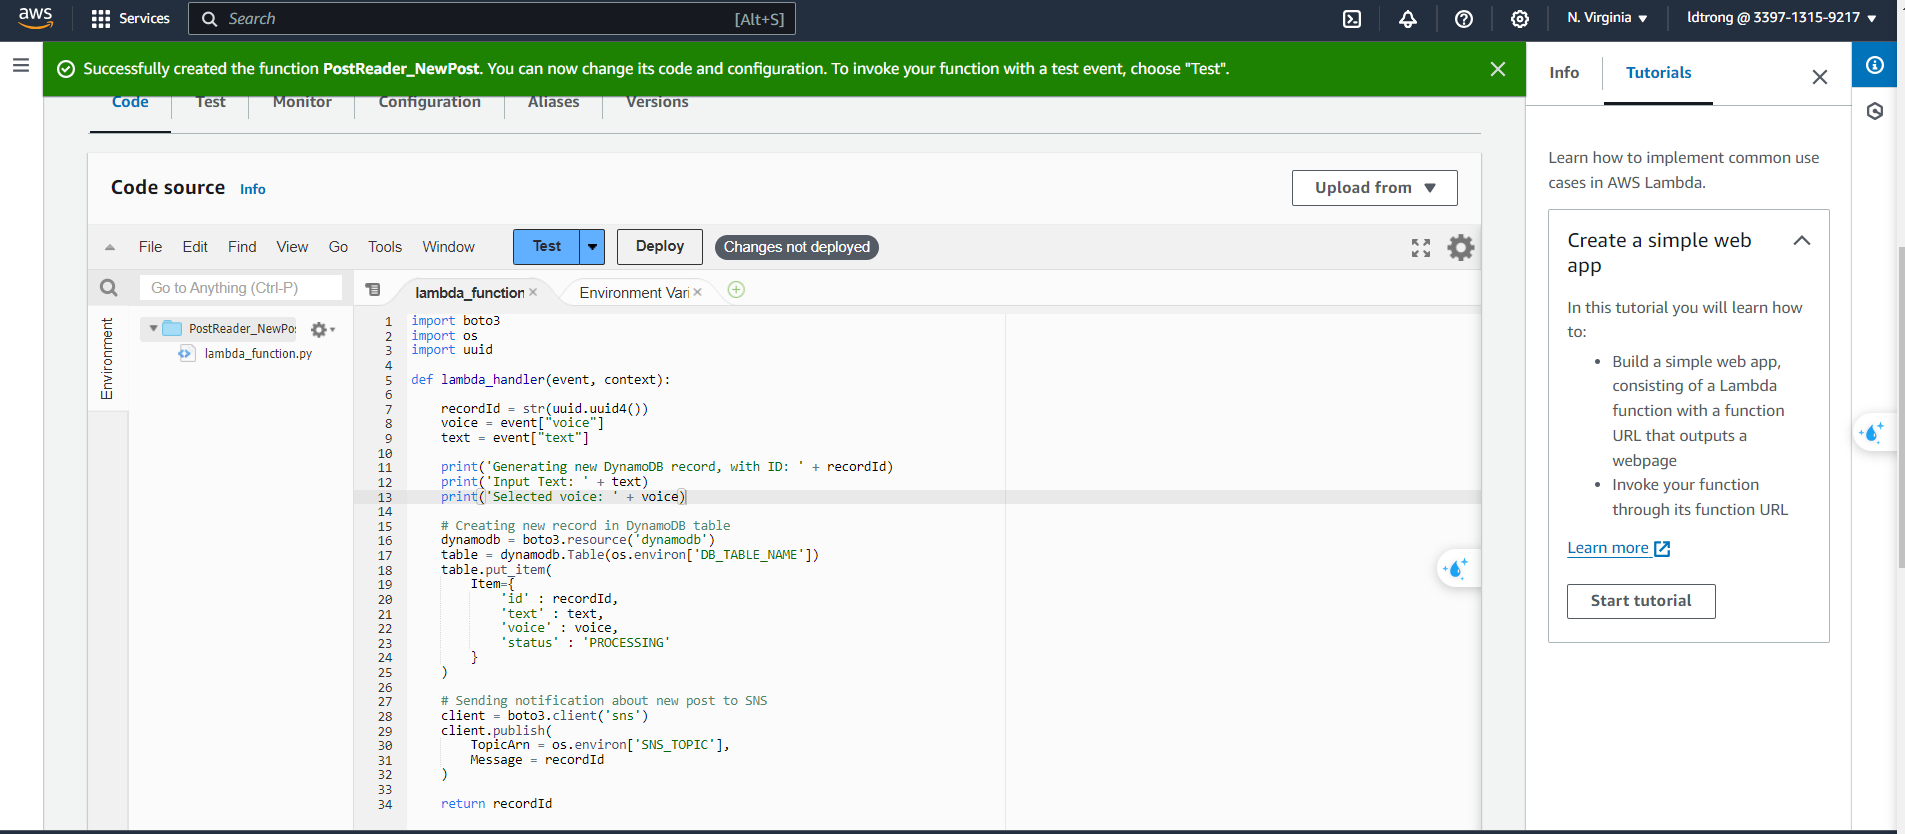 aws
Services
Search
[Alt+S]
N. Virginia
ldtrong @ 3397-1315-9217
Successfully created the function PostReader_NewPost. You can now change its code and configuration. To invoke your function with a test event, choose "Test".
Code
Test
Monitor
Configuration
Aliases
Versions
Code source
Info
Upload from
File
Edit
Find
View
Go
Tools
Window
Test
Deploy
Changes not deployed
Go to Anything (Ctrl-P)
Environment
PostReader_NewPos
lambda_function.py
lambda_function
Environment Vari
1 import boto3
2 import os
3 import uuid
4
5 def lambda_handler(event, context):
6
7 recordId = str(uuid.uuid4())
8 voice = event["voice"]
9 text = event["text"]
10
11 print('Generating new DynamoDB record, with ID: ' + recordId)
12 print('Input Text: ' + text)
13 print('Selected voice: ' + voice)
14
15 # Creating new record in DynamoDB table
16 dynamodb = boto3.resource('dynamodb')
17 table = dynamodb.Table(os.environ['DB_TABLE_NAME'])
18 table.put_item(
19 Item={
20 'id' : recordId,
21 'text' : text,
22 'voice' : voice,
23 'status' : 'PROCESSING'
24 }
25 )
26
27 # Sending notification about new post to SNS
28 client = boto3.client('sns')
29 client.publish(
30 TopicArn = os.environ['SNS_TOPIC'],
31 Message = recordId
32 )
33
34 return recordId
Info
Tutorials
Learn how to implement common use
cases in AWS Lambda.
Create a simple web
app
In this tutorial you will learn how
to:
• Build a simple web app,
consisting of a Lambda
function with a function
URL that outputs a
webpage
• Invoke your function
through its function URL
Learn more
Start tutorial